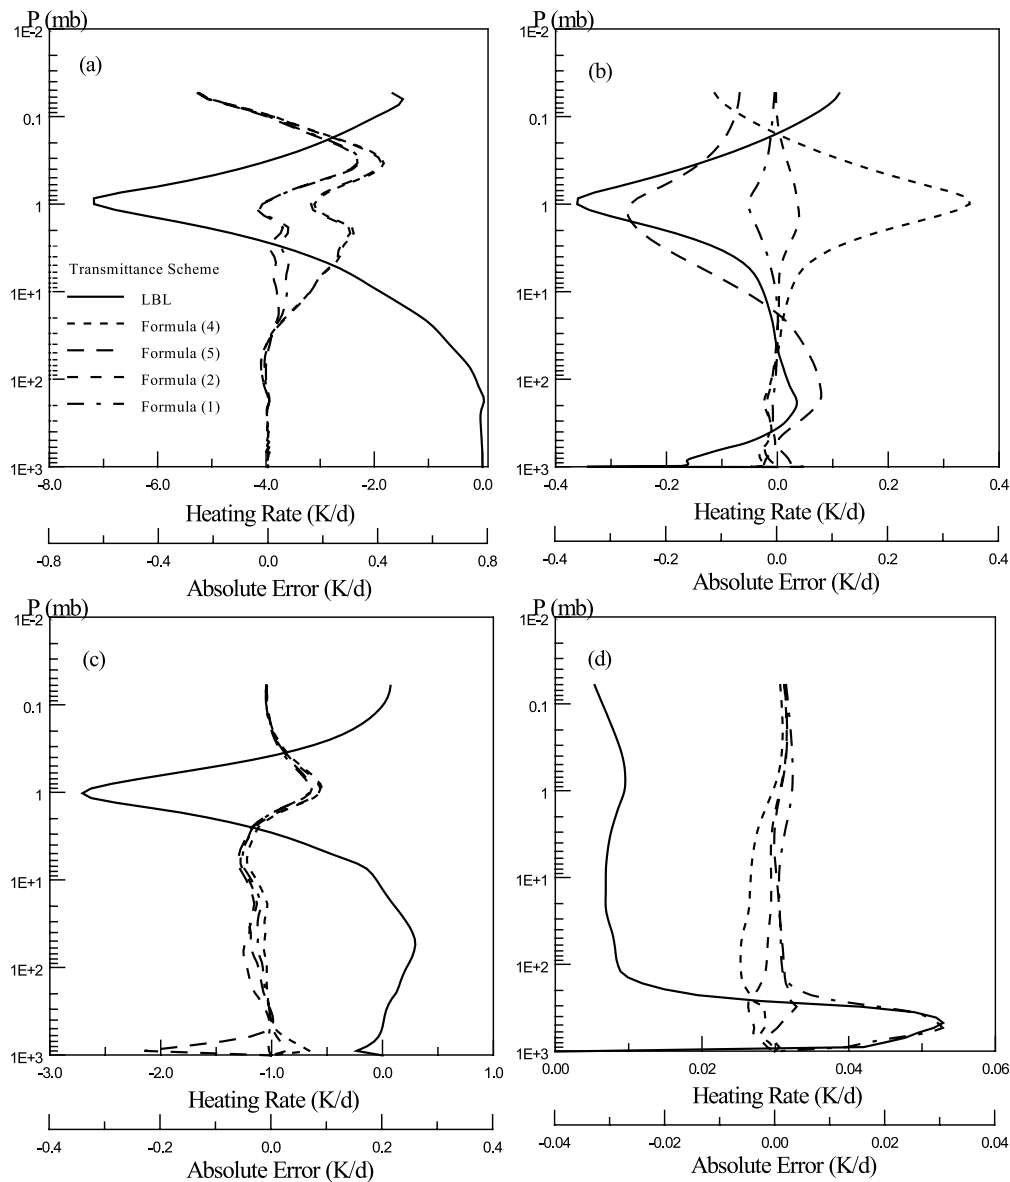 P (mb)
1E-2
(a)
0.1
1
1E+1
1E+2
1E+3
Transmittance Scheme
LBL
Formula (4)
Formula (5)
Formula (2)
Formula (1)
-8.0 -6.0 -4.0 -2.0 0.0
Heating Rate (K/d)
-0.8 -0.4 0.0 0.4 0.8
Absolute Error (K/d)
P (mb)
1E-2
(b)
0.1
1
1E+1
1E+2
1E+3
-0.4 -0.2 0.0 0.2 0.4
Heating Rate (K/d)
-0.4 -0.2 0.0 0.2 0.4
Absolute Error (K/d)
P (mb)
1E-2
(c)
0.1
1
1E+1
1E+2
1E+3
-3.0 -2.0 -1.0 0.0 1.0
Heating Rate (K/d)
-0.4 -0.2 0.0 0.2 0.4
Absolute Error (K/d)
P (mb)
1E-2
(d)
0.1
1
1E+1
1E+2
1E+3
0.00 0.02 0.04 0.06
Heating Rate (K/d)
-0.04 -0.02 0.00 0.02 0.04
Absolute Error (K/d)